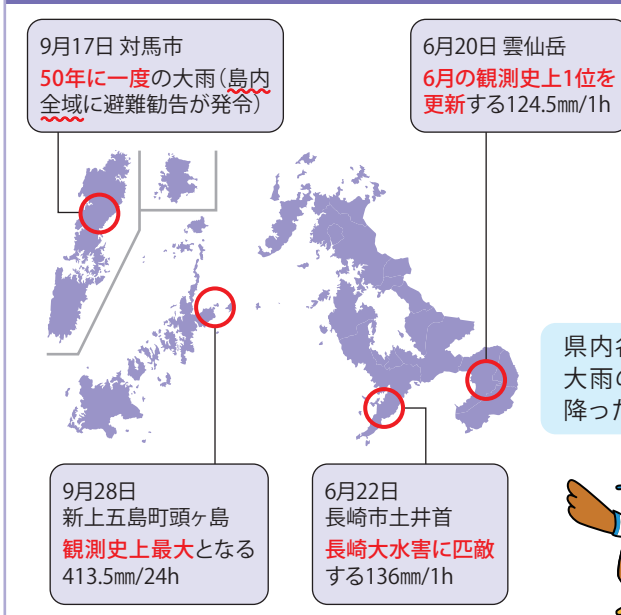 9月17日 対馬市
50年に一度の大雨（島内
全域に避難勧告が発令）
6月20日 雲仙岳
6月の観測史上1位を
更新する124.5㎜/1h
県内各
大雨の
降った
9月28日
新上五島町頭ヶ島
観測史上最大となる
413.5㎜/24h
6月22日
長崎市土井首
長崎大水害に匹敵
する136㎜/1h